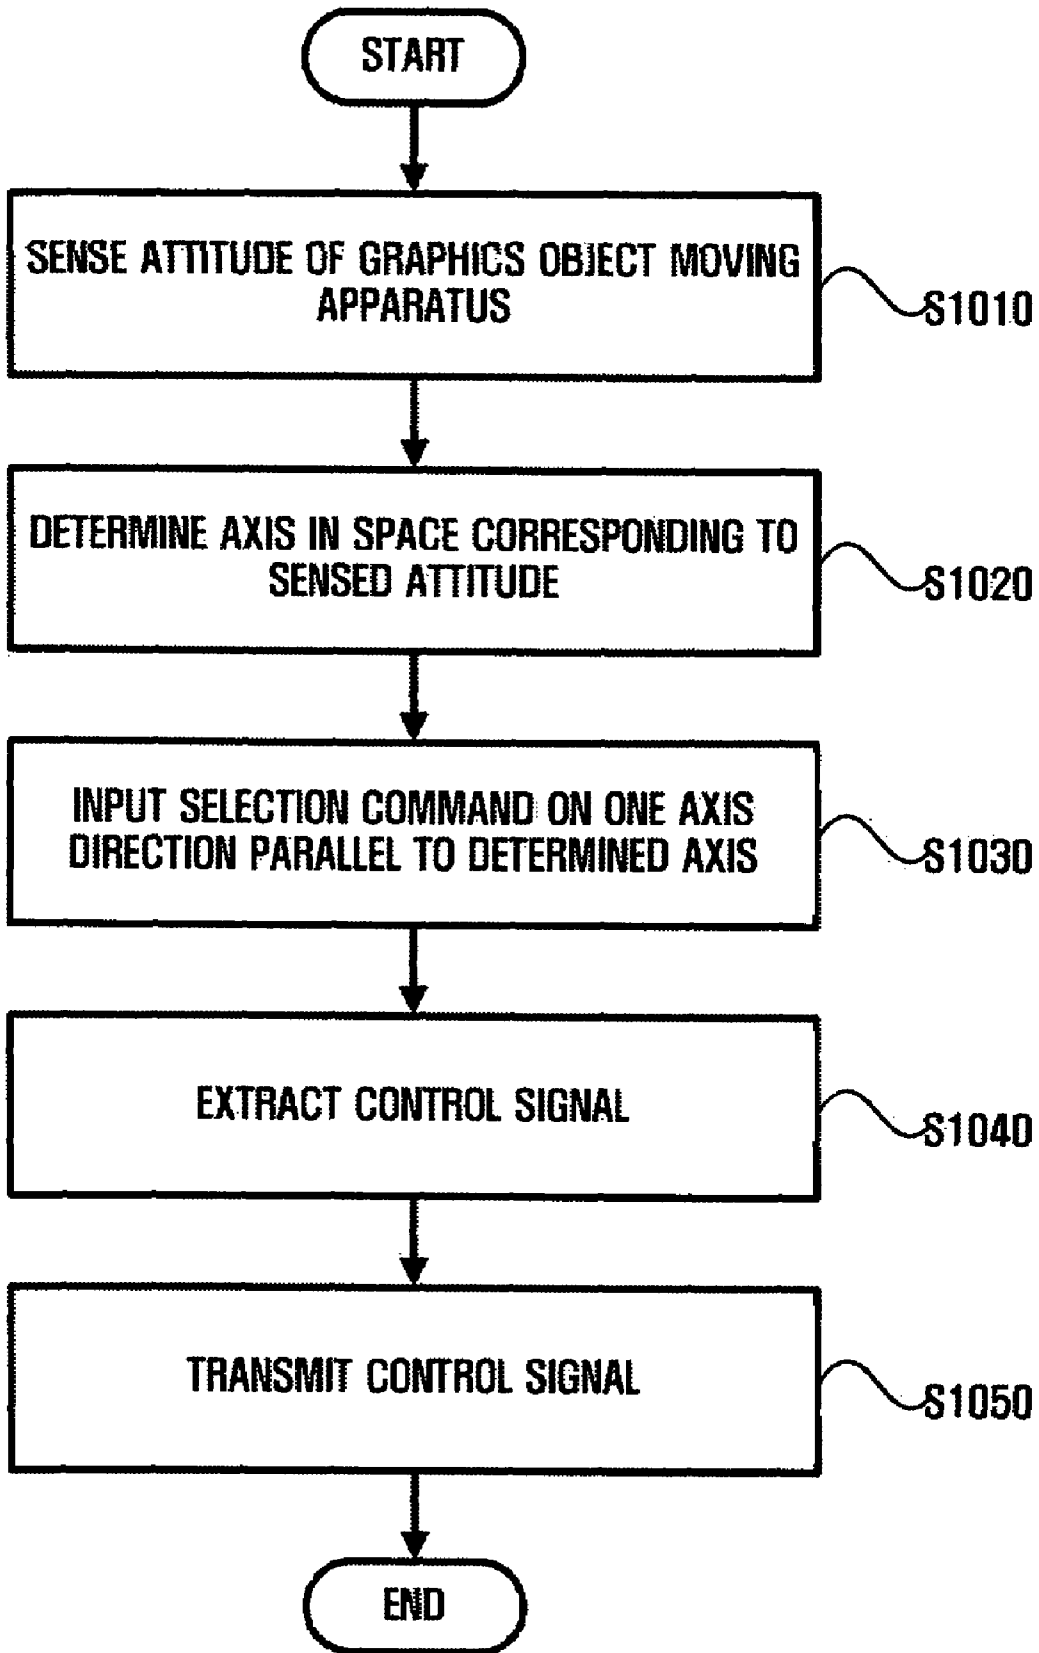 START
SENSE ATTITUDE OF GRAPHICS OBJECT MOVING
APPARATUS
S1010
DETERMINE AXIS IN SPACE CORRESPONDING TO
SENSED ATTITUDE
S1020
INPUT SELECTION COMMAND ON ONE AXIS
DIRECTION PARALLEL TO DETERMINED AXIS
S1030
EXTRACT CONTROL SIGNAL
S1040
TRANSMIT CONTROL SIGNAL
S1050
END